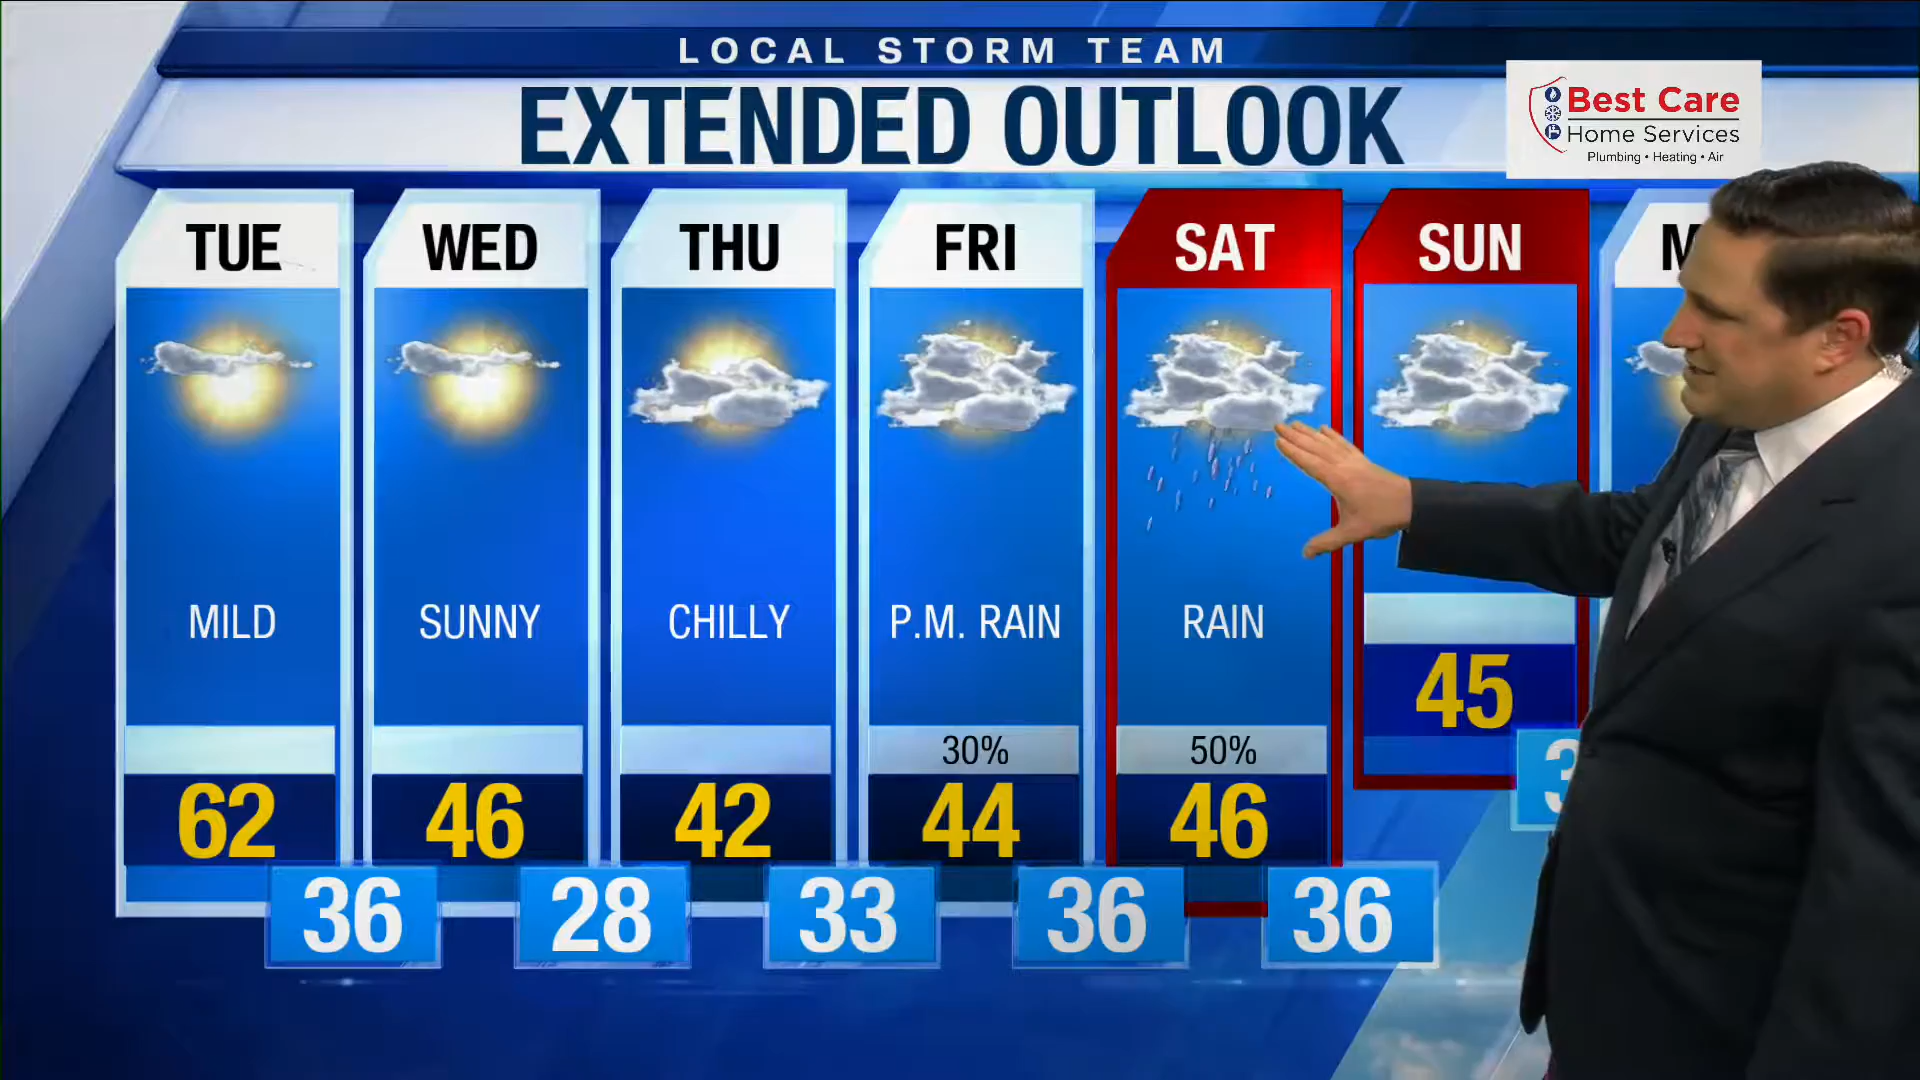 LOCAL STORM TEAM
EXTENDED OUTLOOK
Best Care
Home Services
Plumbing • Heating • Air
TUE
WED
THU
FRI
SAT
SUN
MILD
SUNNY
CHILLY
P.M. RAIN
RAIN
30%
50%
62
46
42
44
46
45
36
28
33
36
36